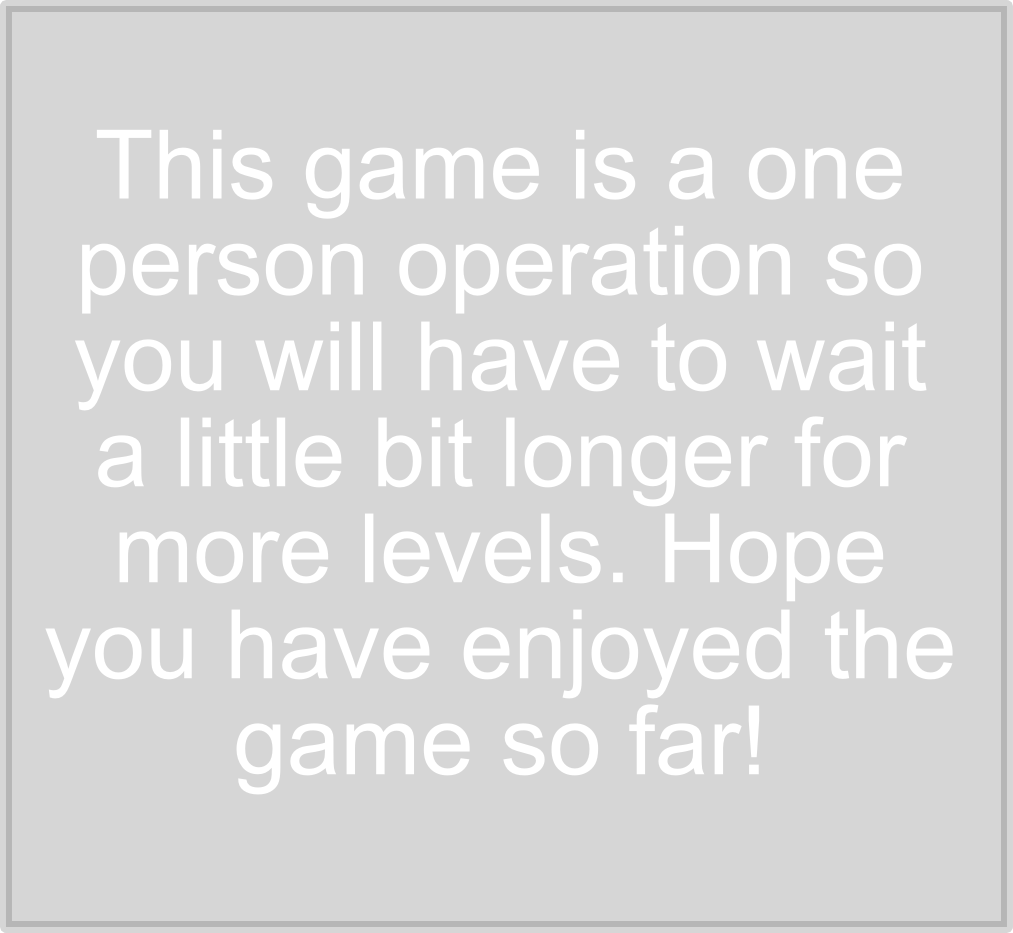 This game is a one
person operation so
you will have to wait
a little bit longer for
more levels. Hope
you have enjoyed the
game so far!